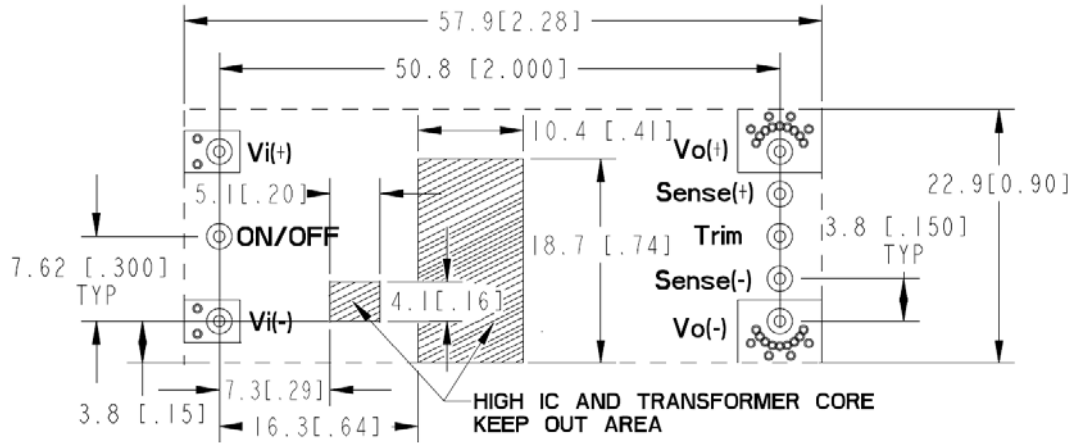 57.9[2.28]
50.8 [2.000]
10.4 [.41]
Vi(+)
Vo(+)
5.1[.20]
Sense(+)
22.9[0.90]
ON/OFF
Trim
3.8 [.150]
TYP
7.62 [.300]
TYP
18.7 [.74]
Sense(-)
4.1[.16]
Vi(-)
Vo(-)
7.3[.29]
3.8 [.15]
16.3[.64]
HIGH IC AND TRANSFORMER CORE
KEEP OUT AREA